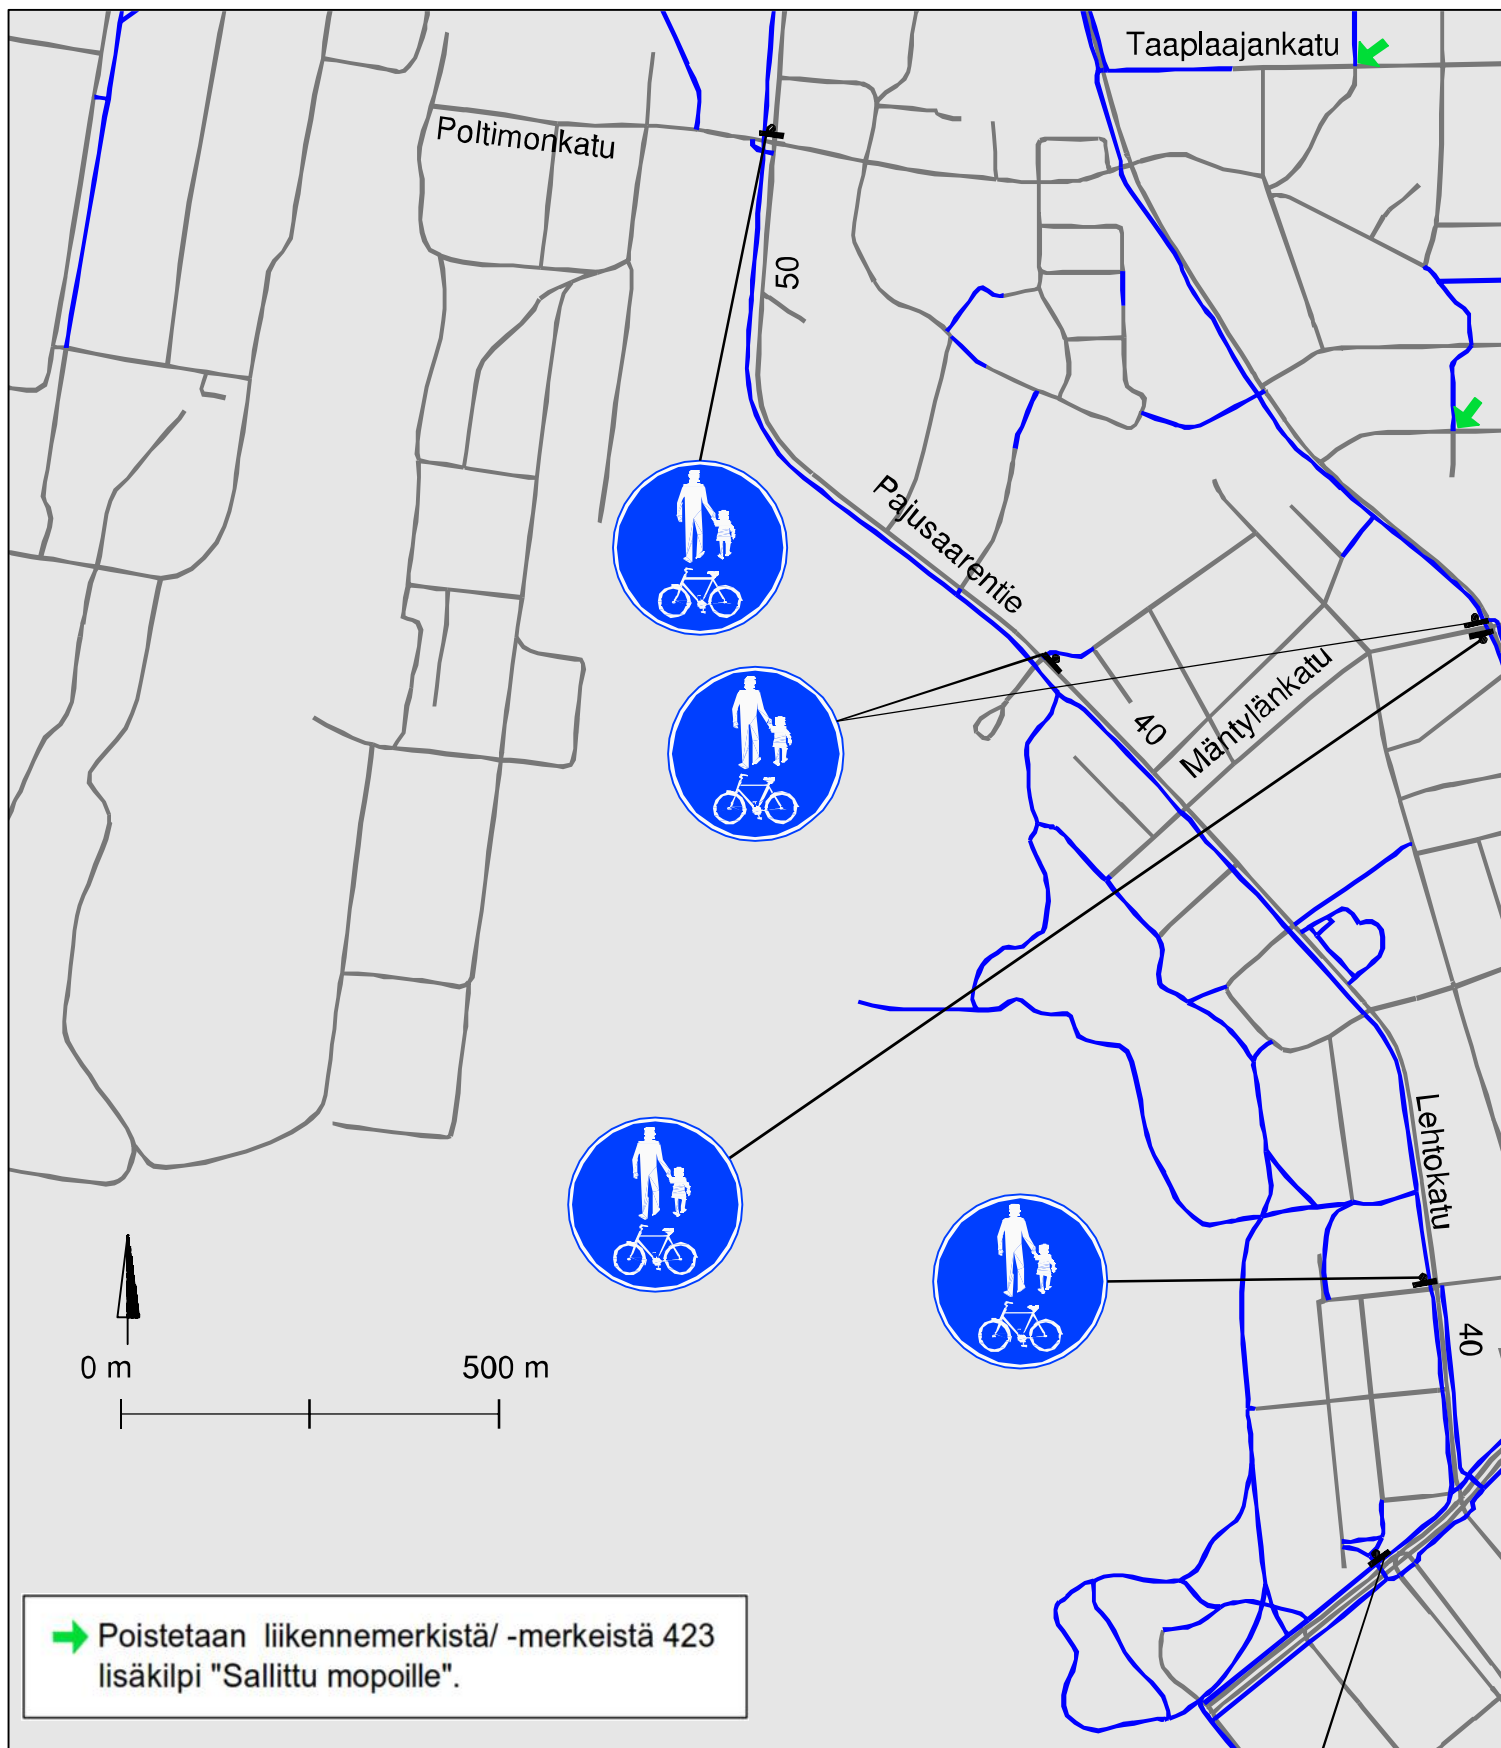 Taaplaajankatu
Poltimonkatu
50
Pajusaarentie
40
Mäntylänkatu
Lehtokatu
40
0 m 500 m
Poistetaan liikennemerkistä/ -merkeistä 423
lisäkilpi "Sallittu mopoille".